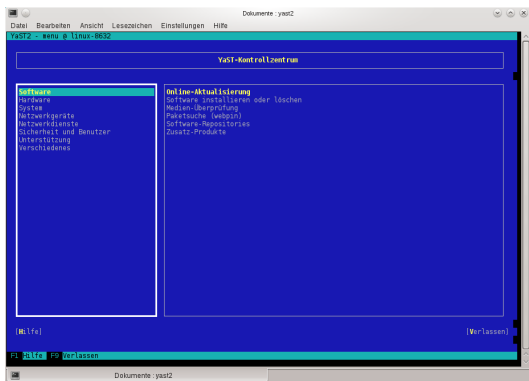 Dokumente : yast2
Datei Bearbeiten Ansicht Lesezeichen Einstellungen Hilfe
YaST2 - menu @ linux-8632
YaST-Kontrollzentrum
Software
Hardware
System
Netzwerkgeräte
Netzwerkdienste
Sicherheit und Benutzer
Unterstützung
Verschiedenes
Online-Aktualisierung
Software installieren oder löschen
Medien-Überprüfung
Paketsuche (webpin)
Software-Repositories
Zusatz-Produkte
[Hilfe] [Verlassen]
F1 Hilfe F9 Verlassen
Dokumente : yast2